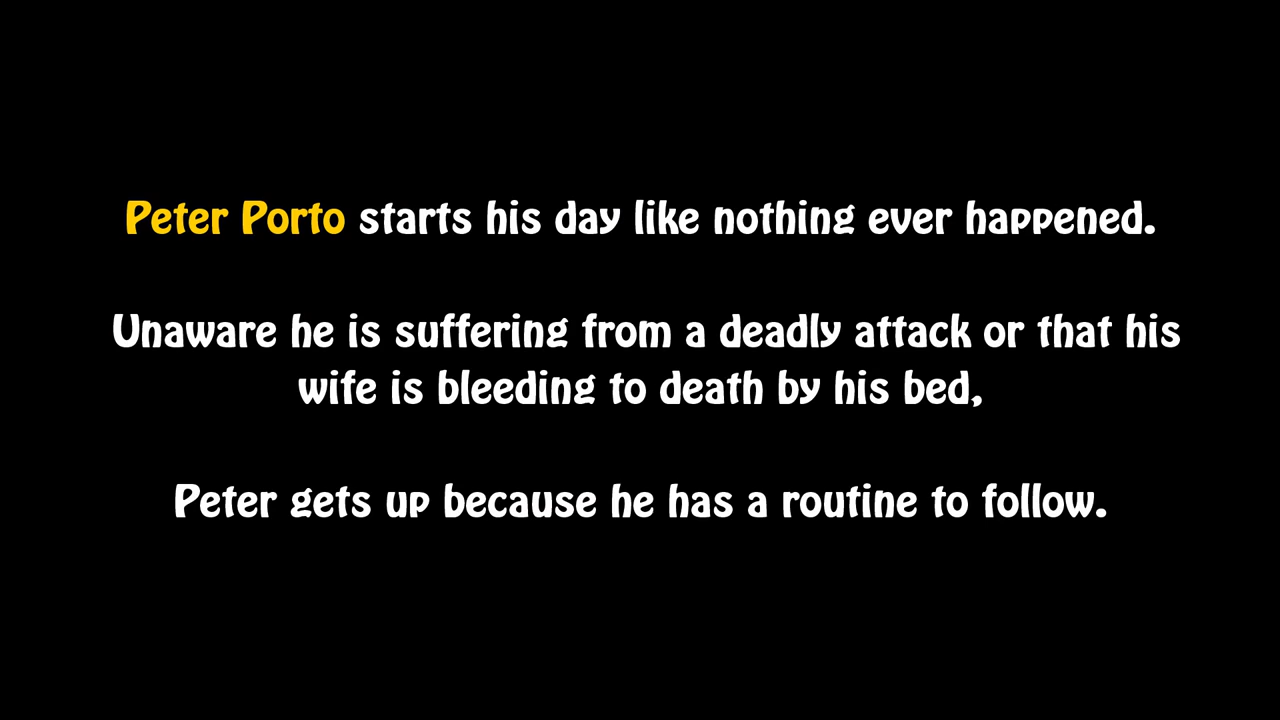 Peter Porto starts his day like nothing ever happened.
Unaware he is suffering from a deadly attack or that his
wife is bleeding to death by his bed,
Peter gets up because he has a routine to follow.